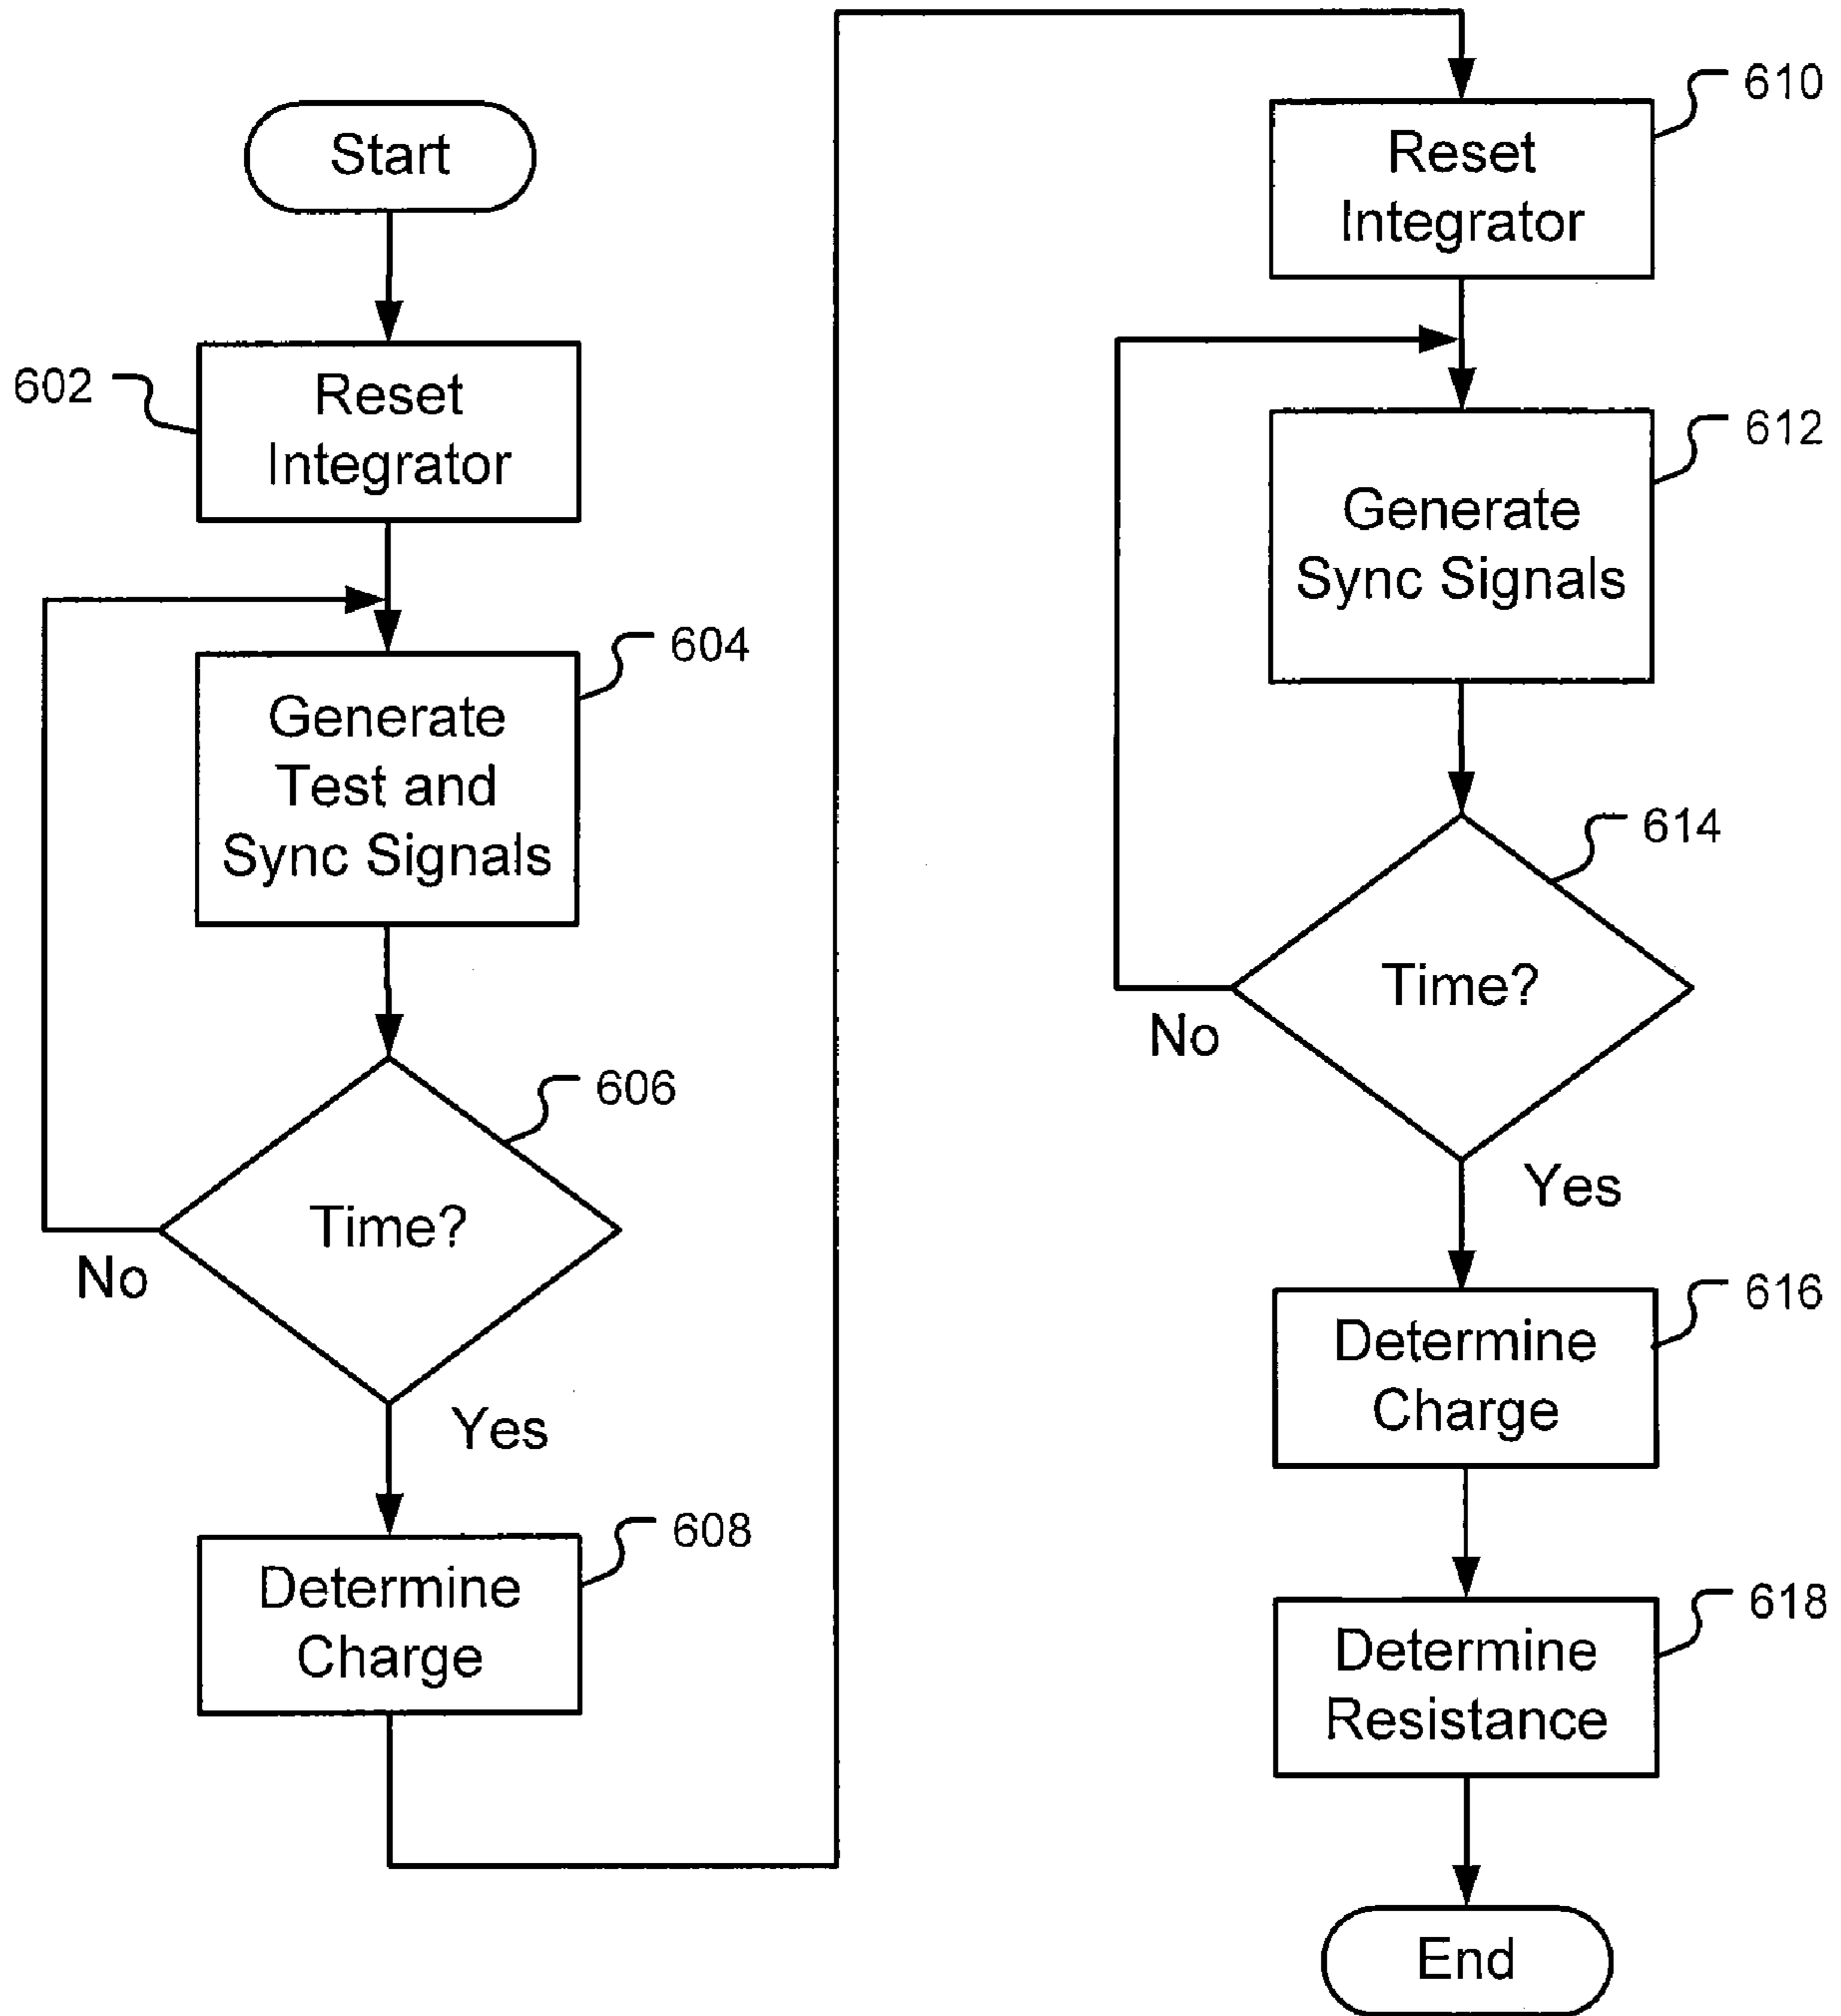 Start
602
Reset
Integrator
604
Generate
Test and
Sync Signals
606
Time?
No
Yes
608
Determine
Charge
610
Reset
Integrator
612
Generate
Sync Signals
614
Time?
No
Yes
616
Determine
Charge
618
Determine
Resistance
End